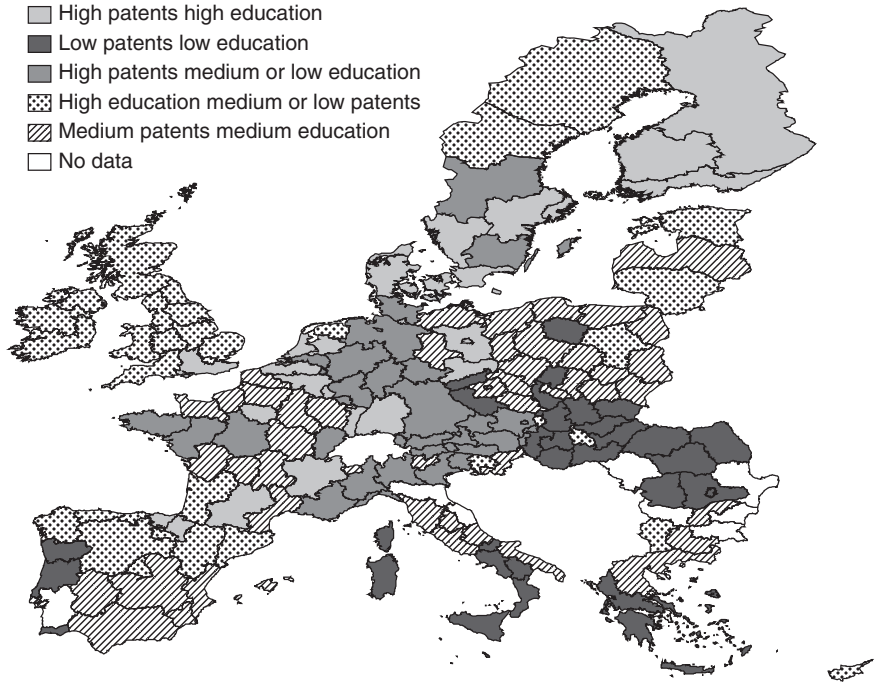 High patents high education
Low patents low education
High patents medium or low education
High education medium or low patents
Medium patents medium education
No data